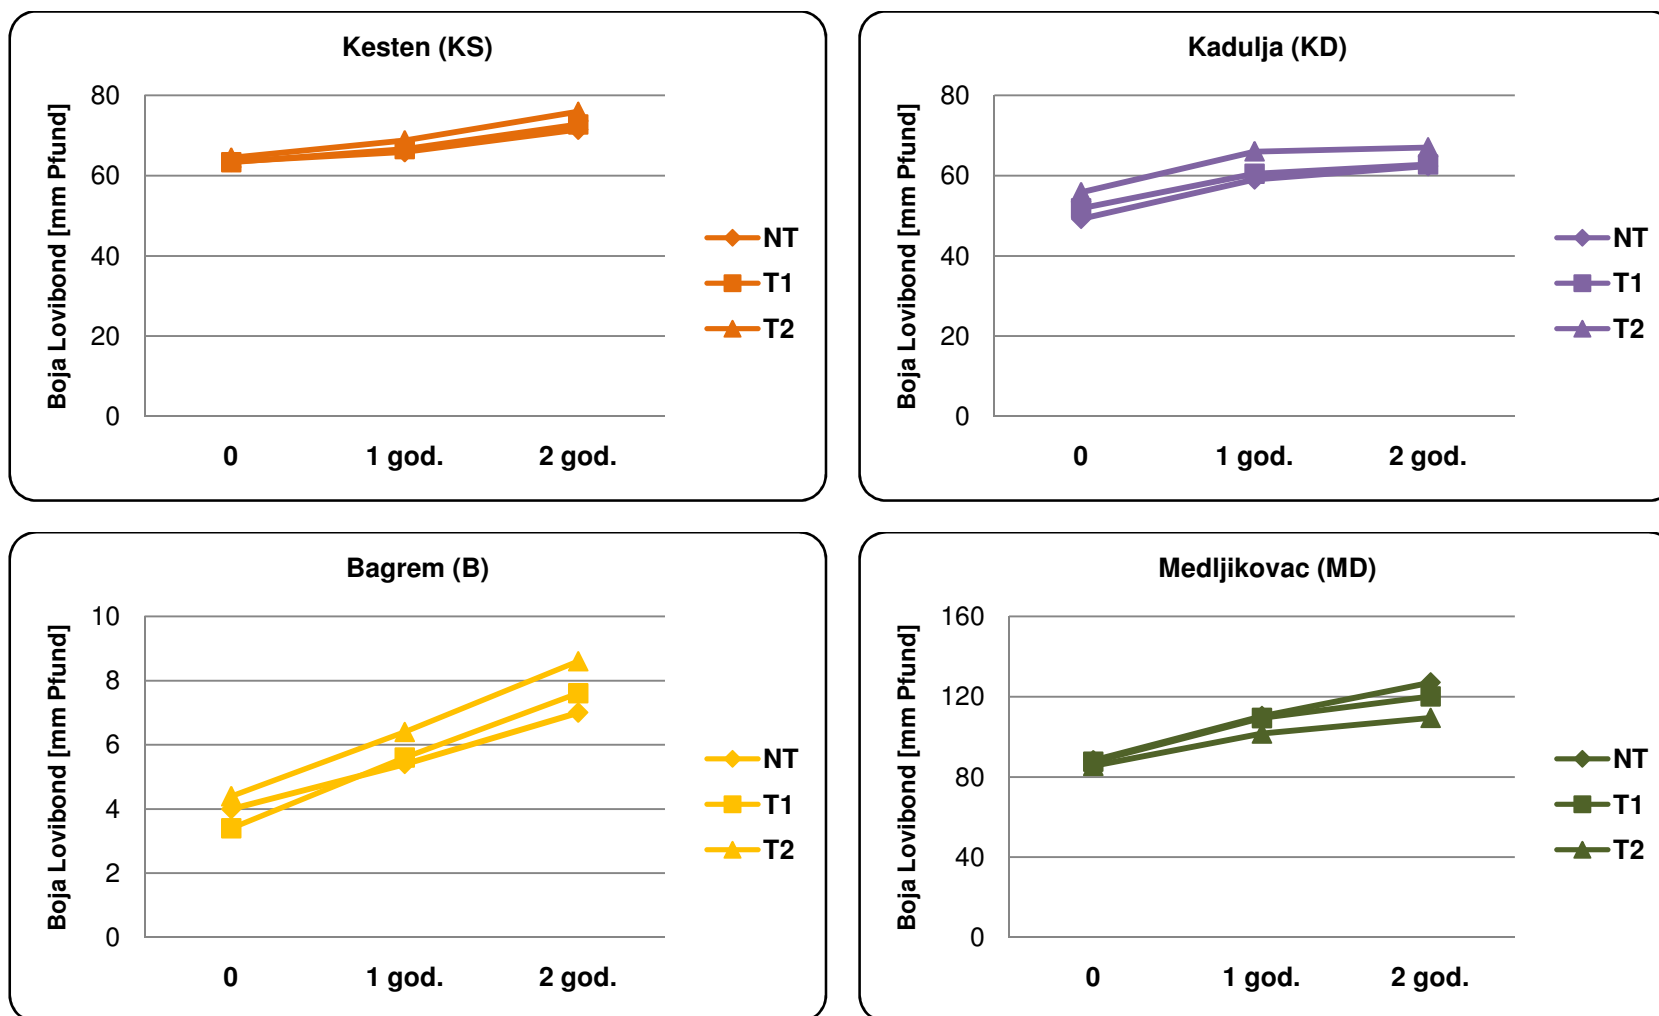 Kesten (KS)
Boja Lovibond [mm Pfund]
80
60
40
20
0
0 1 god. 2 god.
NT
T1
T2
Kadulja (KD)
Boja Lovibond [mm Pfund]
80
60
40
20
0
0 1 god. 2 god.
NT
T1
T2
Bagrem (B)
Boja Lovibond [mm Pfund]
10
8
6
4
2
0
0 1 god. 2 god.
NT
T1
T2
Medljikovac (MD)
Boja Lovibond [mm Pfund]
160
120
80
40
0
0 1 god. 2 god.
NT
T1
T2